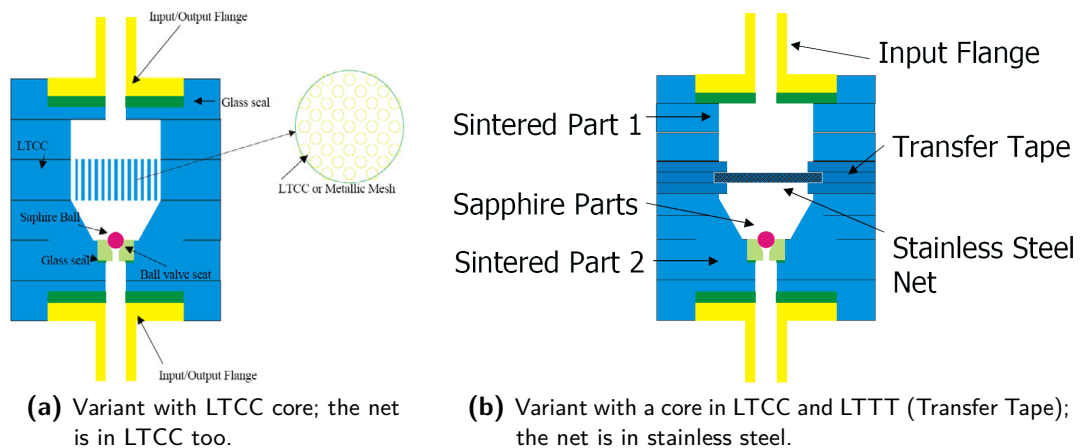 Input/Output Flange
Glass seal
LTCC
LTCC or Metallic Mesh
Saphire Ball
Glass seal
Ball valve seat
Input/Output Flange
(a) Variant with LTCC core; the net
is in LTCC too.
Input Flange
Sintered Part 1
Transfer Tape
Sapphire Parts
Stainless Steel
Net
Sintered Part 2
(b) Variant with a core in LTCC and LTTT (Transfer Tape);
the net is in stainless steel.